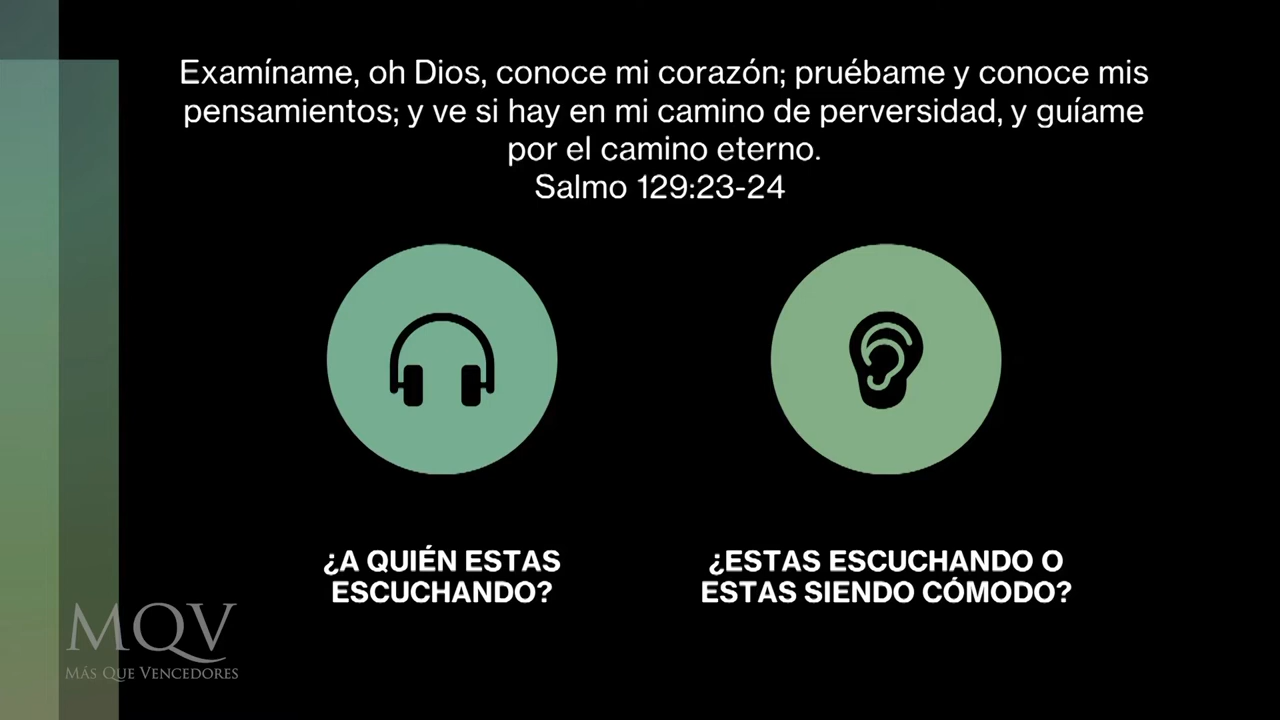 Examíname, oh Dios, conoce mi corazón; pruébame y conoce mis
pensamientos; y ve si hay en mi camino de perversidad, y guíame
por el camino eterno.
Salmo 129:23-24
¿A QUIÉN ESTAS
ESCUCHANDO?
¿ESTAS ESCUCHANDO O
ESTAS SIENDO CÓMODO?
MQV
MÁS QUE VENCEDORES